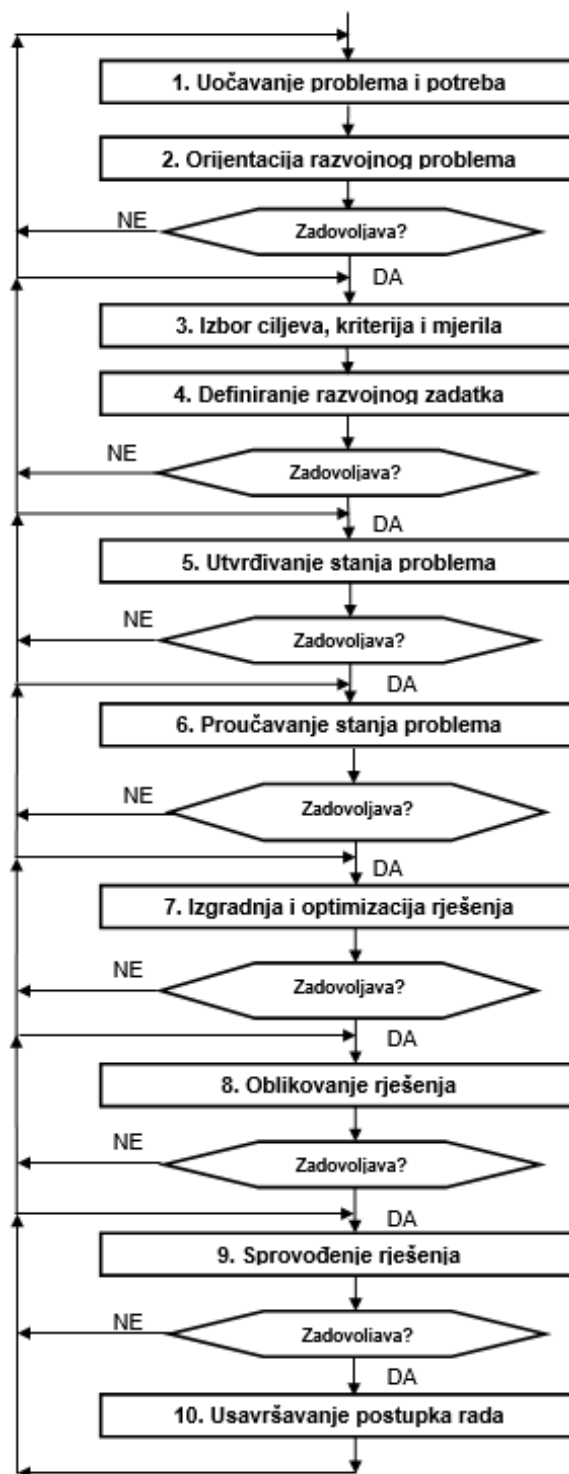 1. Uočavanje problema i potreba
2. Orijentacija razvojnog problema
NE
Zadovoljava?
DA
3. Izbor ciljeva, kriterija i mjerila
4. Definiranje razvojnog zadatka
NE
Zadovoljava?
DA
5. Utvrđivanje stanja problema
NE
Zadovoljava?
DA
6. Proučavanje stanja problema
NE
Zadovoljava?
DA
7. Izgradnja i optimizacija rješenja
NE
Zadovoljava?
DA
8. Oblikovanje rješenja
NE
Zadovoljava?
DA
9. Sprovođenje rješenja
NE
Zadovoljava?
DA
10. Usavršavanje postupka rada